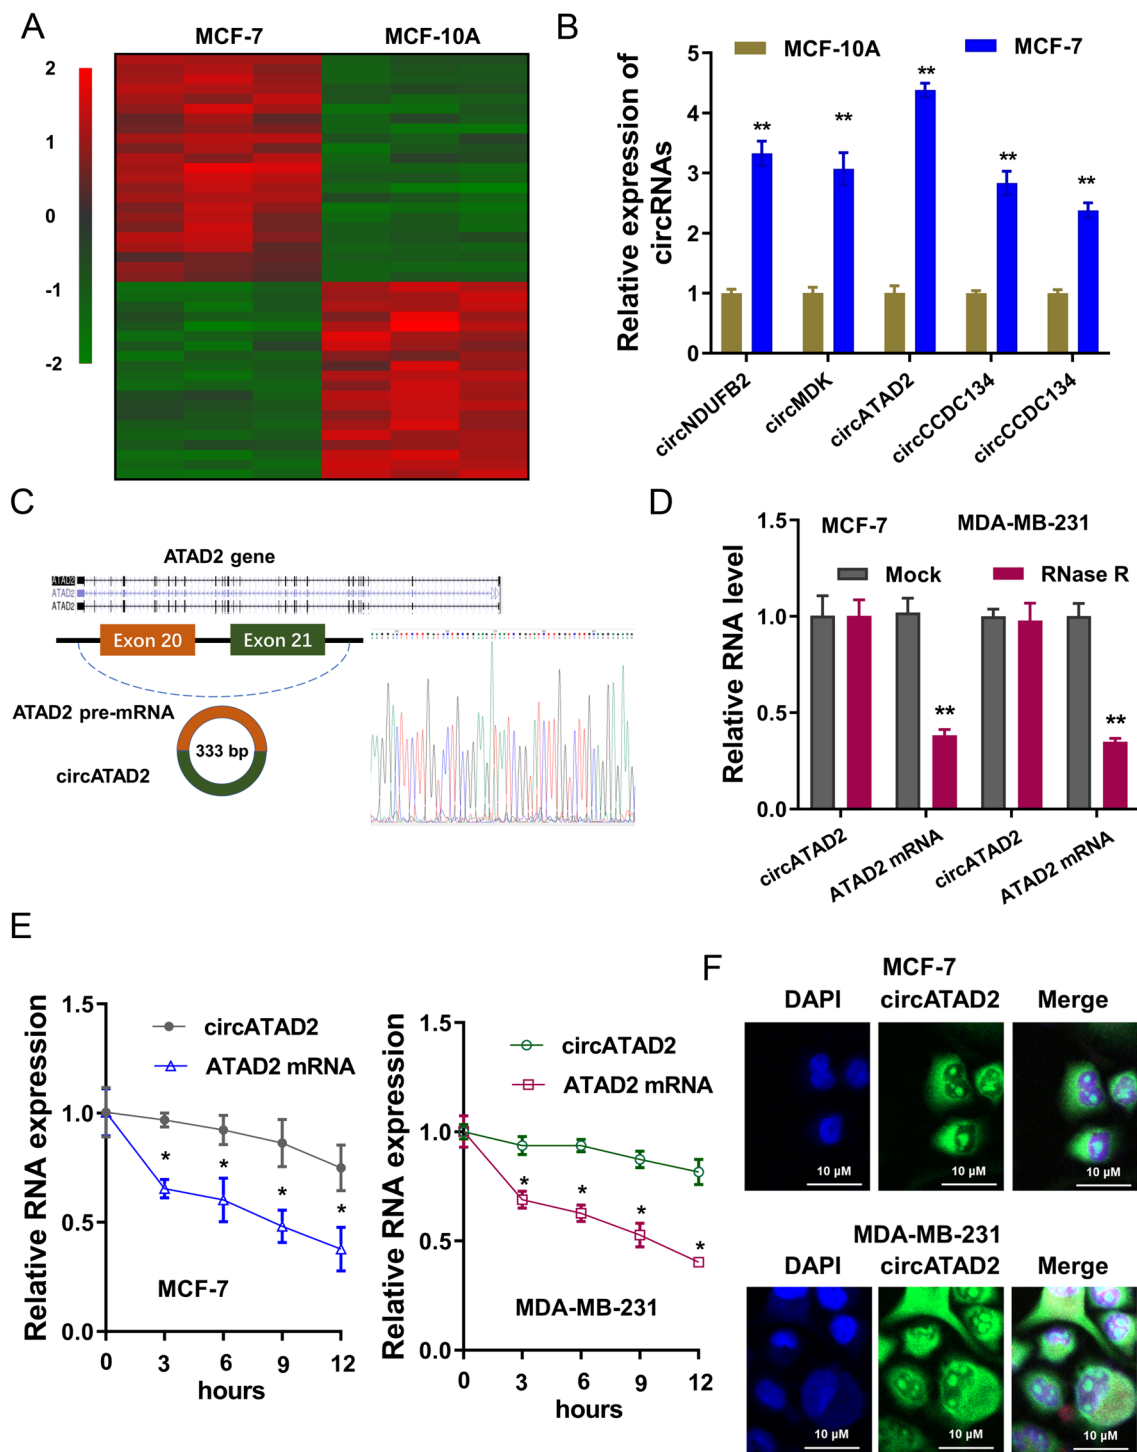 A
MCF-7 MCF-10A
2
1
0
-1
-2
B
MCF-10A MCF-7
Relative expression of
circRNAs
5
4
3
2
1
0
** ** ** ** **
circNDUFB2
circMDK
circATAD2
circCCDC134
circCCDC134
C
ATAD2 gene
ATAD2
ATAD2
ATAD2
Exon 20 Exon 21
ATAD2 pre-mRNA
333 bp
circATAD2
D
MCF-7 MDA-MB-231
Mock RNase R
Relative RNA level
1.5
1.0
0.5
0.0
** **
circATAD2
ATAD2 mRNA
circATAD2
ATAD2 mRNA
E
Relative RNA expression
1.5
1.0
0.5
0.0
circATAD2
ATAD2 mRNA
* * * *
MCF-7
0 3 6 9 12
hours
Relative RNA expression
1.5
1.0
0.5
0.0
circATAD2
ATAD2 mRNA
* * * *
MDA-MB-231
0 3 6 9 12
hours
F
MCF-7
DAPI circATAD2 Merge
10 μM 10 μM 10 μM
MDA-MB-231
DAPI circATAD2 Merge
10 μM 10 μM 10 μM